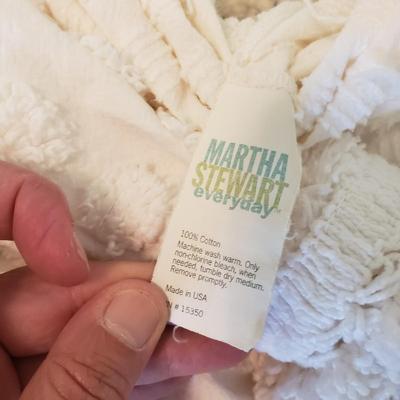 MARTHA
STEWART
everyday
100% Cotton
Machine wash warm. Only
non-chlorine bleach, when
needed, tumble dry medium.
Remove promptly.
Made in USA
N # 15350